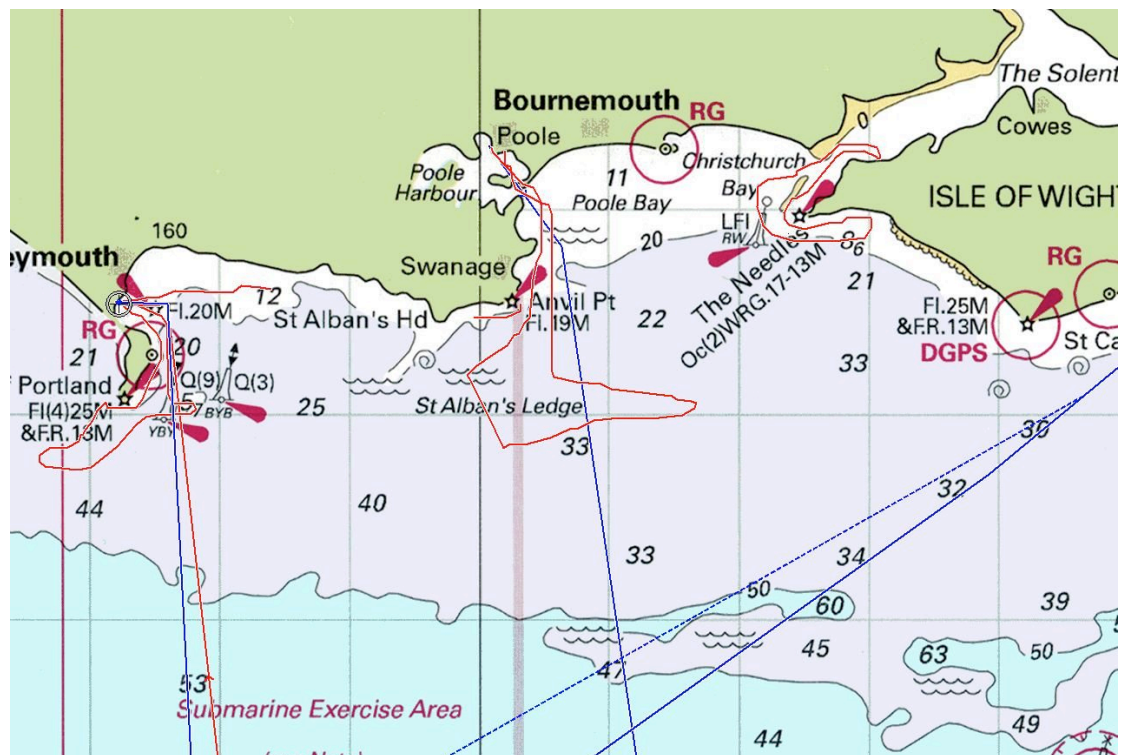 The Solent
Bournemouth
RG
0
Cowes
Poole
Christchurch
Bay
11
Poole
Harbour
Poole Bay
ISLE OF WIGHT
LFl
RW
160
20
8₆
eymouth
Swanage
21
RG
The Needles
Oc(2)WRG.17-13M
12
Fl.20M
Anvil Pt
Fl.19M
22
Fl.25M
&F.R.13M
DGPS
St Alban's Hd
RG
20
21
33
St Ca
Portland
Q(9)
Q(3)
Fl(4)25M
&F.R.13M
57
BYB
YBY
25
St Alban's Ledge
33
30
44
40
32
33
34
50
60
39
45
63
50
47
53
Submarine Exercise Area
49
44